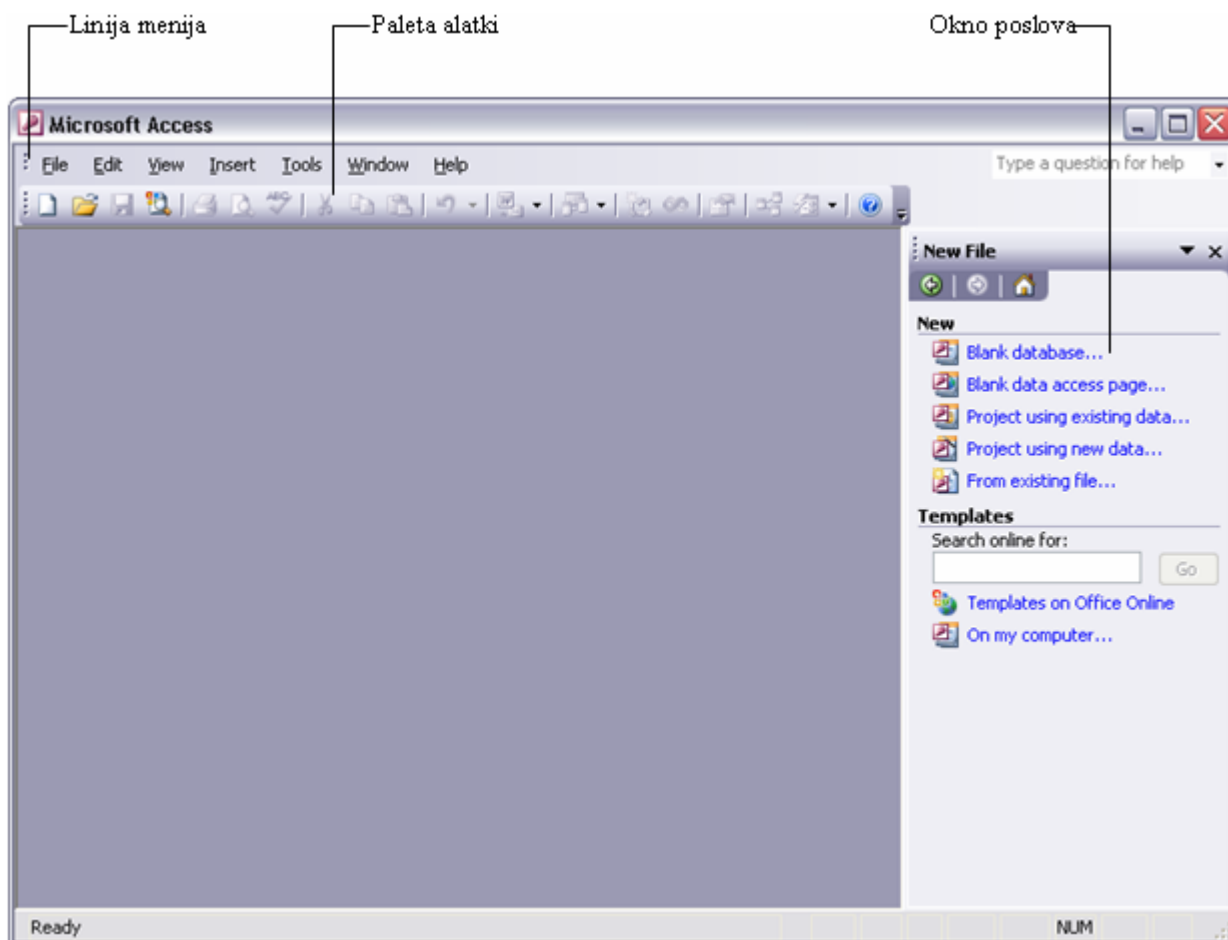 Linija menija
Paleta alatki
Okno poslova
Microsoft Access
File Edit View Insert Tools Window Help
Type a question for help
New File
New
Blank database...
Blank data access page...
Project using existing data...
Project using new data...
From existing file...
Templates
Search online for:
Go
Templates on Office Online
On my computer...
Ready
NUM